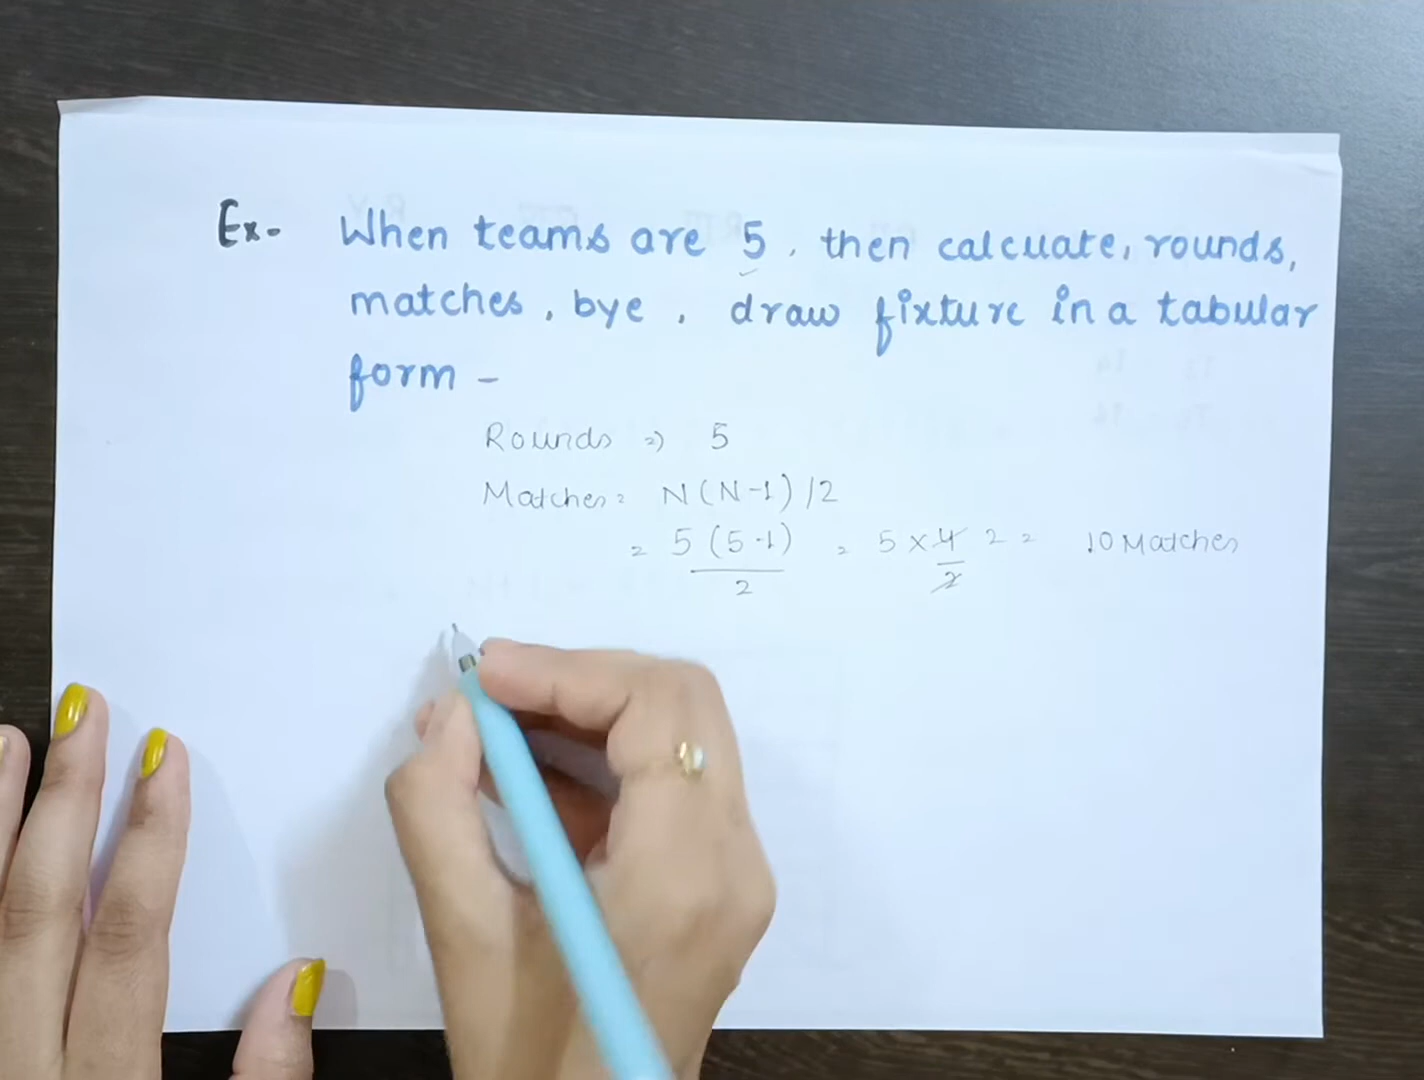 Ex- When teams are 5, then calcuate, rounds,
matches, bye, draw fixture in a tabular
form -
Rounds => 5
Matches = N(N-1)/2
= 5(5-1)/2 = 5 x 4/2 2 = 10 Matches